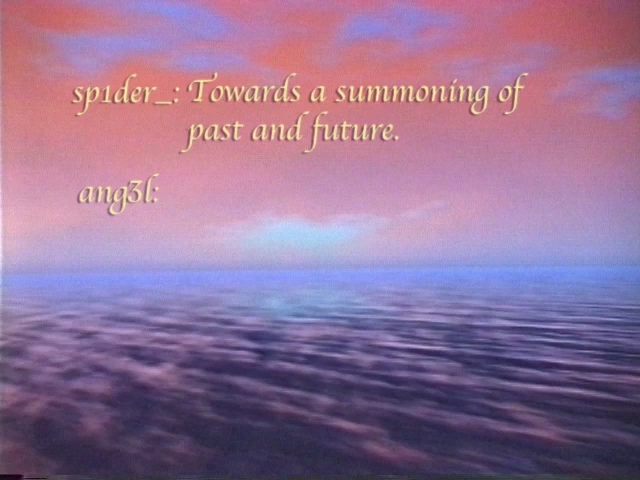 sp1der_: Towards a summoning of
past and future.
ang3l: